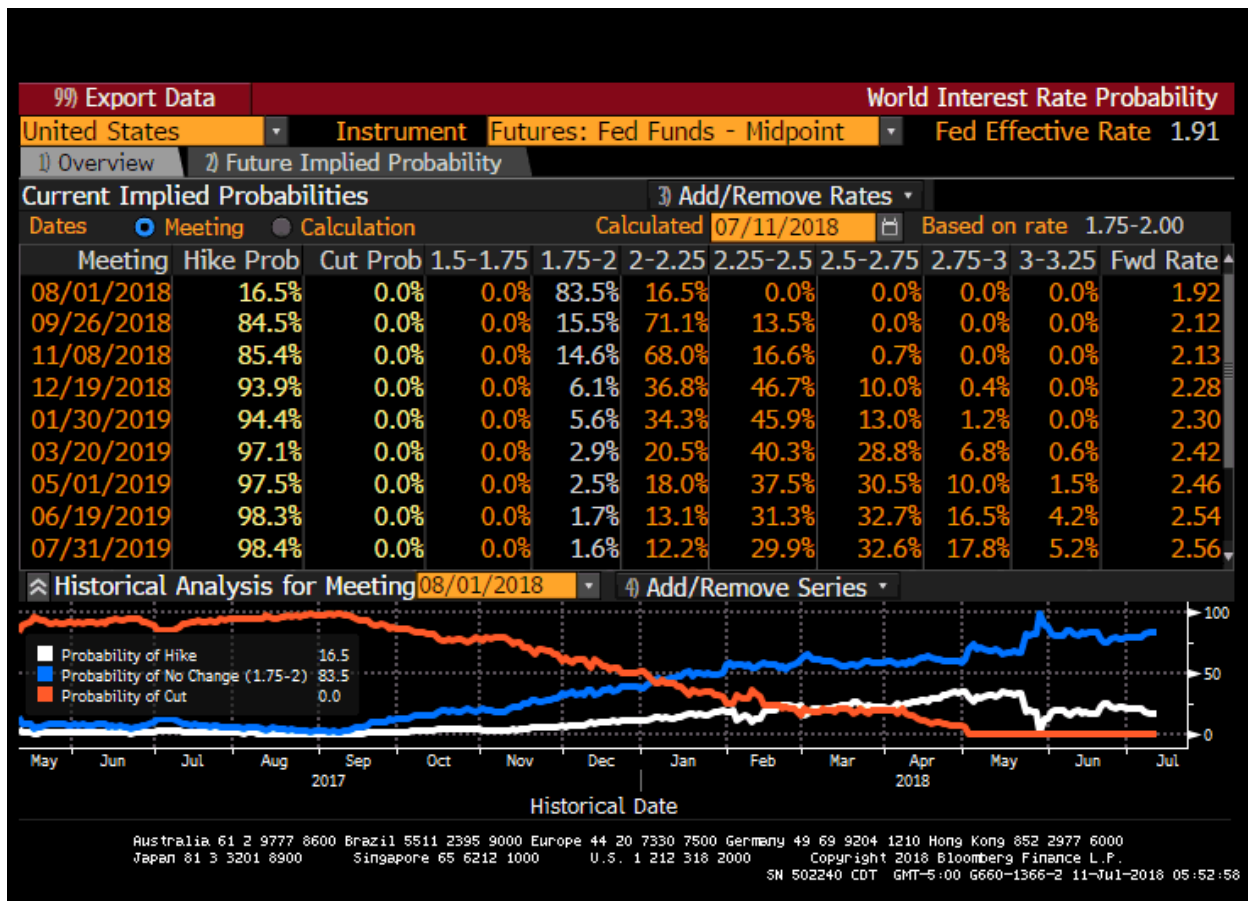 99) Export Data World Interest Rate Probability
United States Instrument Futures: Fed Funds - Midpoint Fed Effective Rate 1.91
1) Overview 2) Future Implied Probability
Current Implied Probabilities 3) Add/Remove Rates
Dates Meeting Calculation Calculated 07/11/2018 Based on rate 1.75-2.00
Meeting Hike Prob Cut Prob 1.5-1.75 1.75-2 2-2.25 2.25-2.5 2.5-2.75 2.75-3 3-3.25 Fwd Rate
08/01/2018 16.5% 0.0% 0.0% 83.5% 16.5% 0.0% 0.0% 0.0% 0.0% 1.92
09/26/2018 84.5% 0.0% 0.0% 15.5% 71.1% 13.5% 0.0% 0.0% 0.0% 2.12
11/08/2018 85.4% 0.0% 0.0% 14.6% 68.0% 16.6% 0.7% 0.0% 0.0% 2.13
12/19/2018 93.9% 0.0% 0.0% 6.1% 36.8% 46.7% 10.0% 0.4% 0.0% 2.28
01/30/2019 94.4% 0.0% 0.0% 5.6% 34.3% 45.9% 13.0% 1.2% 0.0% 2.30
03/20/2019 97.1% 0.0% 0.0% 2.9% 20.5% 40.3% 28.8% 6.8% 0.6% 2.42
05/01/2019 97.5% 0.0% 0.0% 2.5% 18.0% 37.5% 30.5% 10.0% 1.5% 2.46
06/19/2019 98.3% 0.0% 0.0% 1.7% 13.1% 31.3% 32.7% 16.5% 4.2% 2.54
07/31/2019 98.4% 0.0% 0.0% 1.6% 12.2% 29.9% 32.6% 17.8% 5.2% 2.56
Historical Analysis for Meeting 08/01/2018 4) Add/Remove Series
100
Probability of Hike 16.5
Probability of No Change (1.75-2) 83.5
Probability of Cut 0.0
50
0
May Jun Jul Aug Sep Oct Nov Dec Jan Feb Mar Apr May Jun Jul
2017 2018
Historical Date
Australia 61 2 9777 8600 Brazil 5511 2395 9000 Europe 44 20 7330 7500 Germany 49 69 9204 1210 Hong Kong 852 2977 6000
Japan 81 3 3201 8900 Singapore 65 6212 1000 U.S. 1 212 318 2000 Copyright 2018 Bloomberg Finance L.P.
SN 502240 CDT GMT-5:00 G660-1366-2 11-Jul-2018 05:52:58